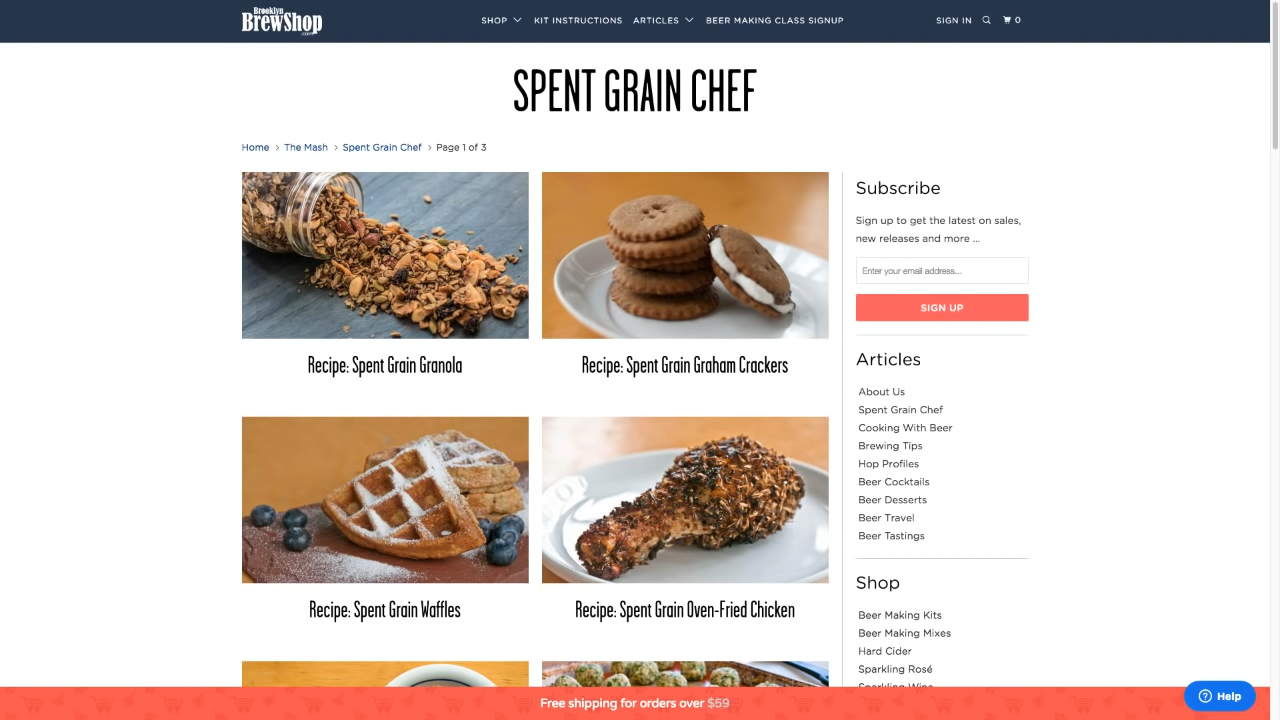 Brooklyn
BrewShop
.com
SHOP
KIT INSTRUCTIONS
ARTICLES
BEER MAKING CLASS SIGNUP
SIGN IN
0
SPENT GRAIN CHEF
Home > The Mash > Spent Grain Chef > Page 1 of 3
Recipe: Spent Grain Granola
Recipe: Spent Grain Graham Crackers
Recipe: Spent Grain Waffles
Recipe: Spent Grain Oven-Fried Chicken
Subscribe
Sign up to get the latest on sales,
new releases and more ...
Enter your email address...
SIGN UP
Articles
About Us
Spent Grain Chef
Cooking With Beer
Brewing Tips
Hop Profiles
Beer Cocktails
Beer Desserts
Beer Travel
Beer Tastings
Shop
Beer Making Kits
Beer Making Mixes
Hard Cider
Sparkling Rosé
Sparkling Wine
Free shipping for orders over $59
Help